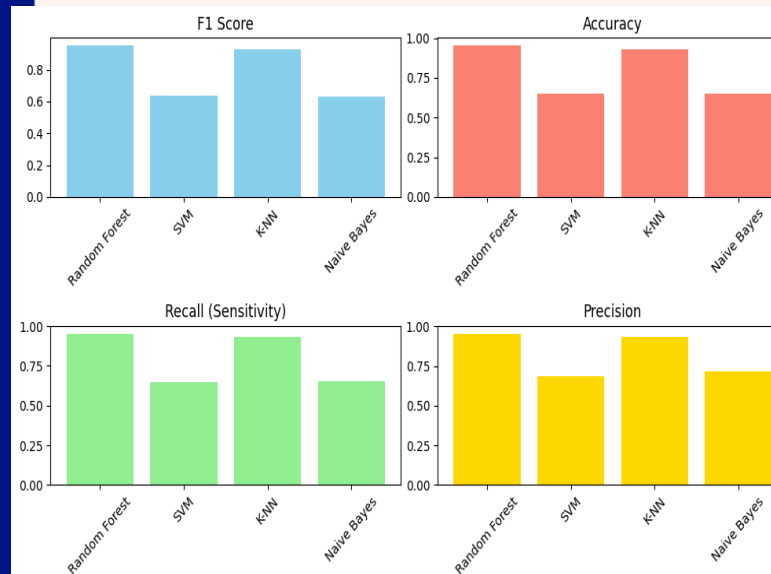 F1 Score
0.8
0.6
0.4
0.2
0.0
Random Forest
SVM
K-NN
Naive Bayes
Accuracy
1.00
0.75
0.50
0.25
0.00
Random Forest
SVM
K-NN
Naive Bayes
Recall (Sensitivity)
1.00
0.75
0.50
0.25
0.00
Random Forest
SVM
K-NN
Naive Bayes
Precision
1.00
0.75
0.50
0.25
0.00
Random Forest
SVM
K-NN
Naive Bayes